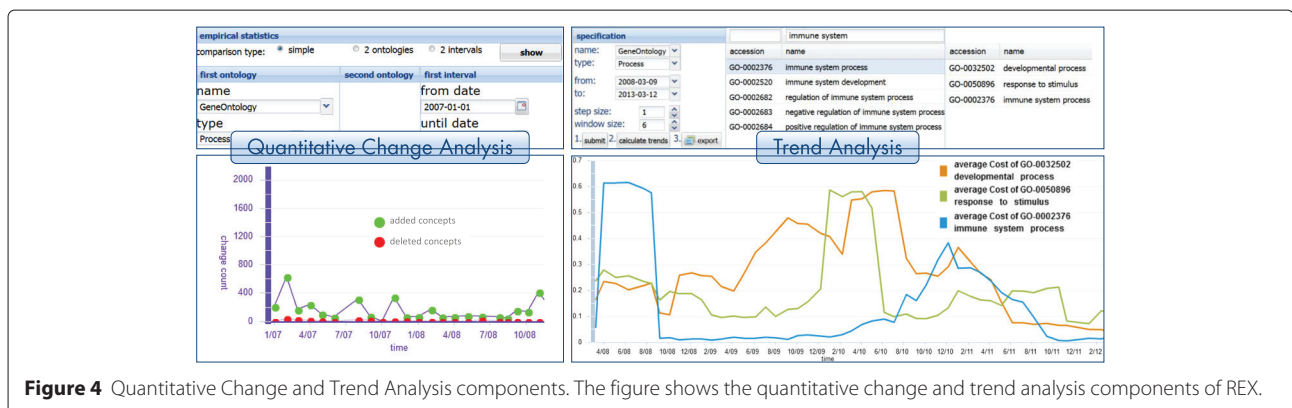 empirical statistics
comparison type: simple 2 ontologies 2 intervals show
first ontology second ontology first interval
name from date
GeneOntology 2007-01-01
type until date
Process
Quantitative Change Analysis
2000
1600
1200
800
400
0
change count
added concepts
deleted concepts
1/07 4/07 7/07 10/07 1/08 4/08 7/08 10/08
time
specification
name: GeneOntology
type: Process
from: 2008-03-09
to: 2013-03-12
step size: 1
window size: 6
1. submit 2. calculate trends 3. export
immune system
accession name
GO-0002376 immune system process
GO-0002520 immune system development
GO-0002682 regulation of immune system process
GO-0002683 negative regulation of immune system process
GO-0002684 positive regulation of immune system process
accession name
GO-0032502 developmental process
GO-0050896 response to stimulus
GO-0002376 immune system process
Trend Analysis
average Cost of GO-0032502
developmental process
average Cost of GO-0050896
response to stimulus
average Cost of GO-0002376
immune system process
0.7
0.6
0.5
0.4
0.3
0.2
0.1
0
4/08 6/08 8/08 10/08 12/08 2/09 4/09 6/09 8/09 10/09 12/09 2/10 4/10 6/10 8/10 10/10 12/10 2/11 4/11 6/11 8/11 10/11 12/11 2/12
time
Figure 4 Quantitative Change and Trend Analysis components. The figure shows the quantitative change and trend analysis components of REX.